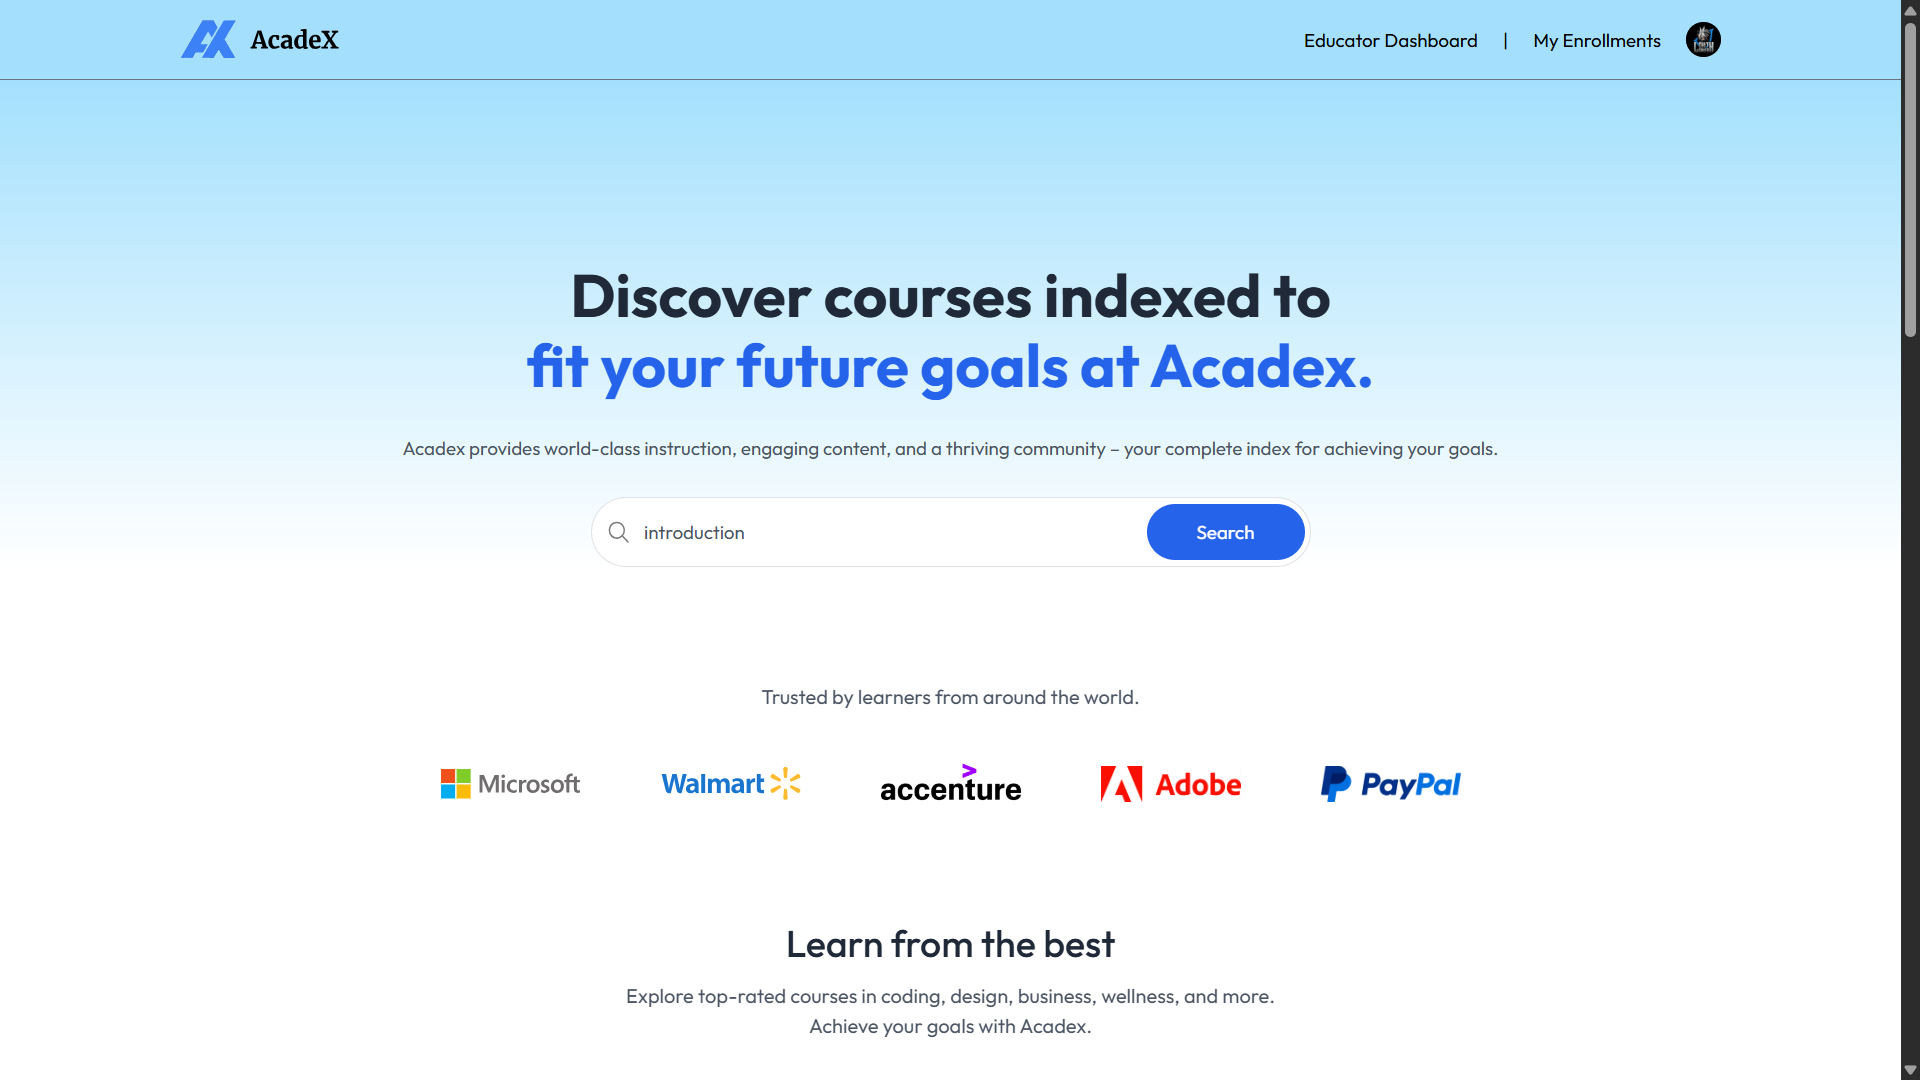 AcadeX
Educator Dashboard | My Enrollments
Discover courses indexed to
fit your future goals at Acadex.
Acadex provides world-class instruction, engaging content, and a thriving community – your complete index for achieving your goals.
introduction
Search
Trusted by learners from around the world.
Microsoft
Walmart
accenture
Adobe
PayPal
Learn from the best
Explore top-rated courses in coding, design, business, wellness, and more.
Achieve your goals with Acadex.